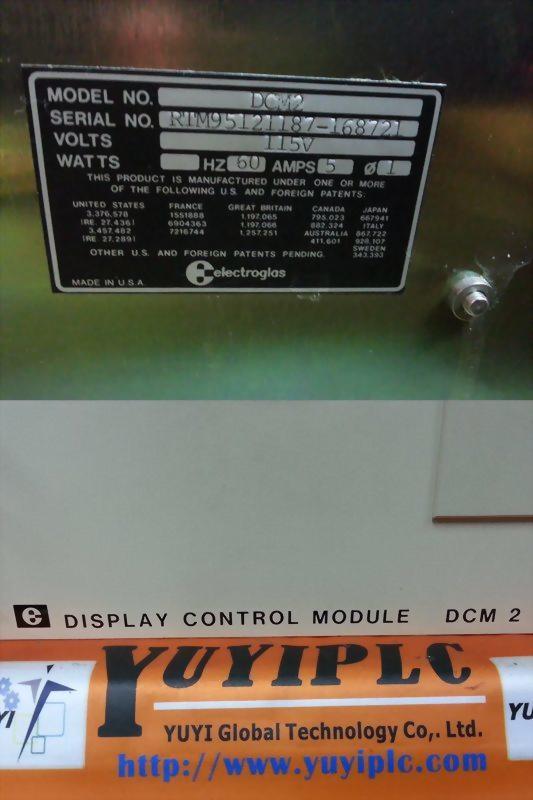 MODEL NO. DCM2
SERIAL NO. RTM95121187-168721
VOLTS 115V
WATTS HZ 60 AMPS 5 Ø 1
THIS PRODUCT IS MANUFACTURED UNDER ONE OR MORE
OF THE FOLLOWING U.S. AND FOREIGN PATENTS:
UNITED STATES FRANCE GREAT BRITAIN CANADA JAPAN
3,376,578 1551888 1,197,065 795,023 667941
(RE. 27,436) 6904363 1,197,066 882,324 ITALY
3,457,482 7216744 1,257,251 AUSTRALIA 867,722
(RE. 27,289) 411,601 928,107
SWEDEN
343,393
OTHER U.S. AND FOREIGN PATENTS PENDING.
e electroglas
MADE IN U.S.A.
e DISPLAY CONTROL MODULE DCM 2
YUYIPLC
YI
YU
YUYI Global Technology Co,. Ltd.
http://www.yuyiplc.com